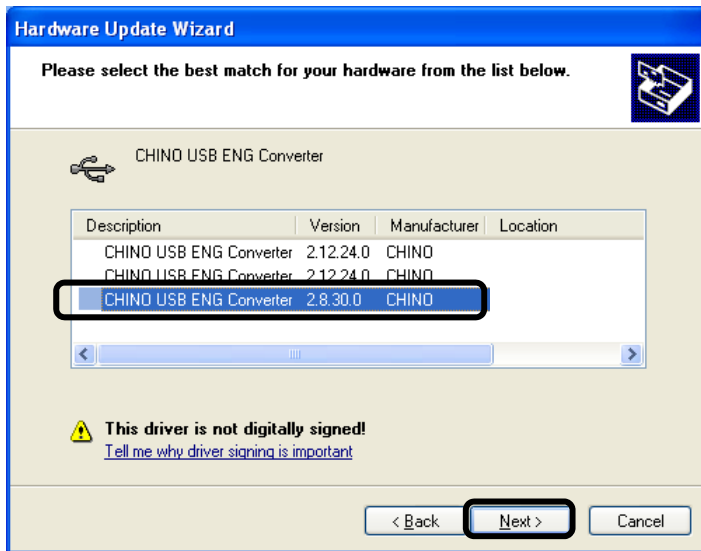 Hardware Update Wizard
Please select the best match for your hardware from the list below.
CHINO USB ENG Converter
Description Version Manufacturer Location
CHINO USB ENG Converter 2.12.24.0 CHINO
CHINO USB ENG Converter 2.12.24.0 CHINO
CHINO USB ENG Converter 2.8.30.0 CHINO
This driver is not digitally signed!
Tell me why driver signing is important
< Back Next > Cancel